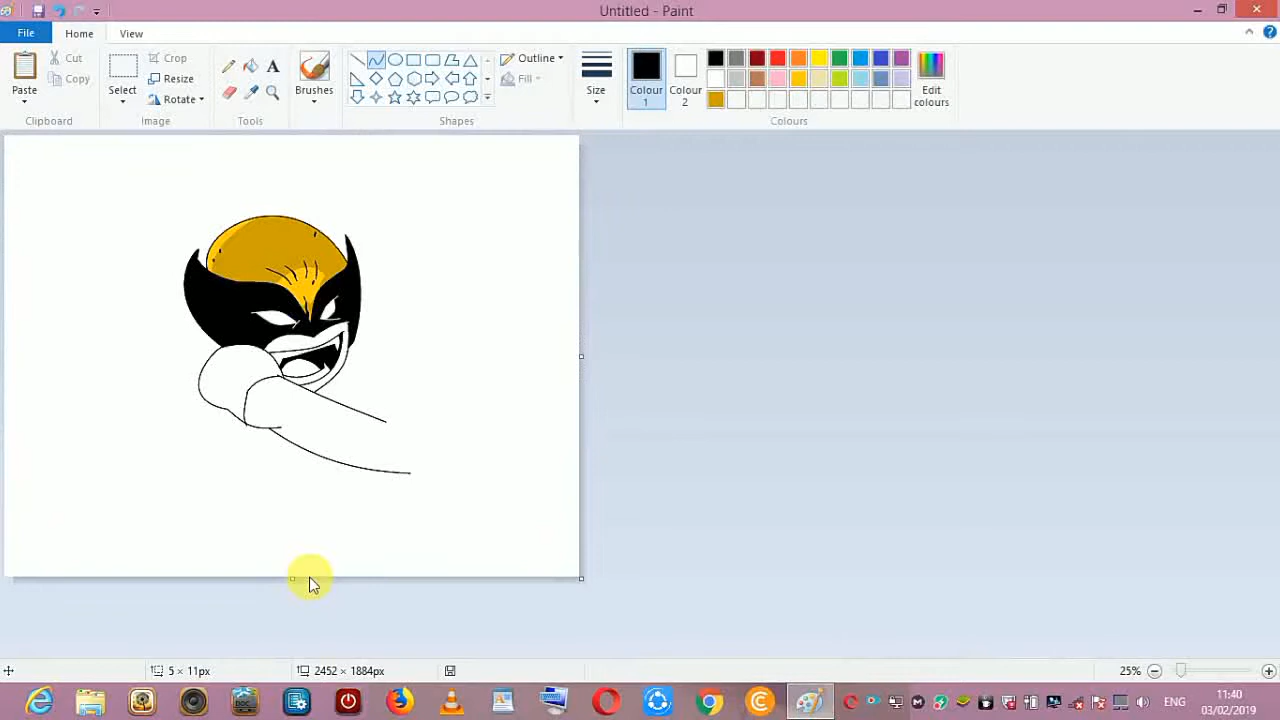 Untitled - Paint
File
Home
View
Paste
Cut
Copy
Clipboard
Select
Crop
Resize
Rotate
Image
A
Tools
Brushes
Outline
Fill
Shapes
Size
Colour 1
Colour 2
Edit colours
Colours
5 × 11px
2452 × 1884px
25%
DOC
ENG
11:40
03/02/2019